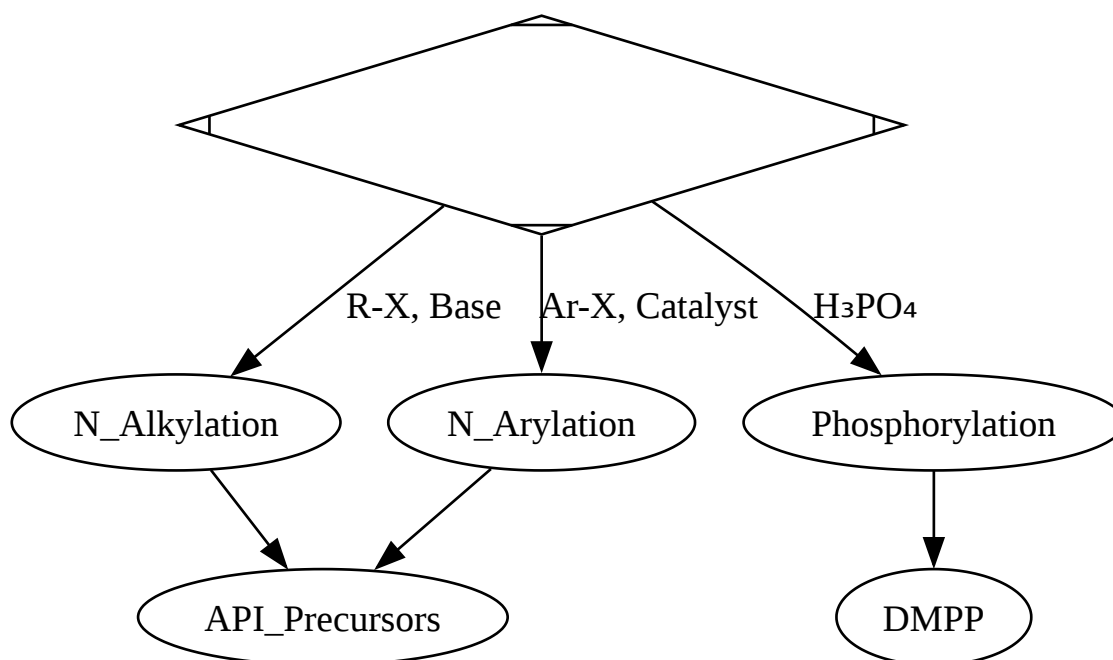 R-X, Base
Ar-X, Catalyst
H₃PO₄
N_Alkylation
N_Arylation
Phosphorylation
API_Precursors
DMPP